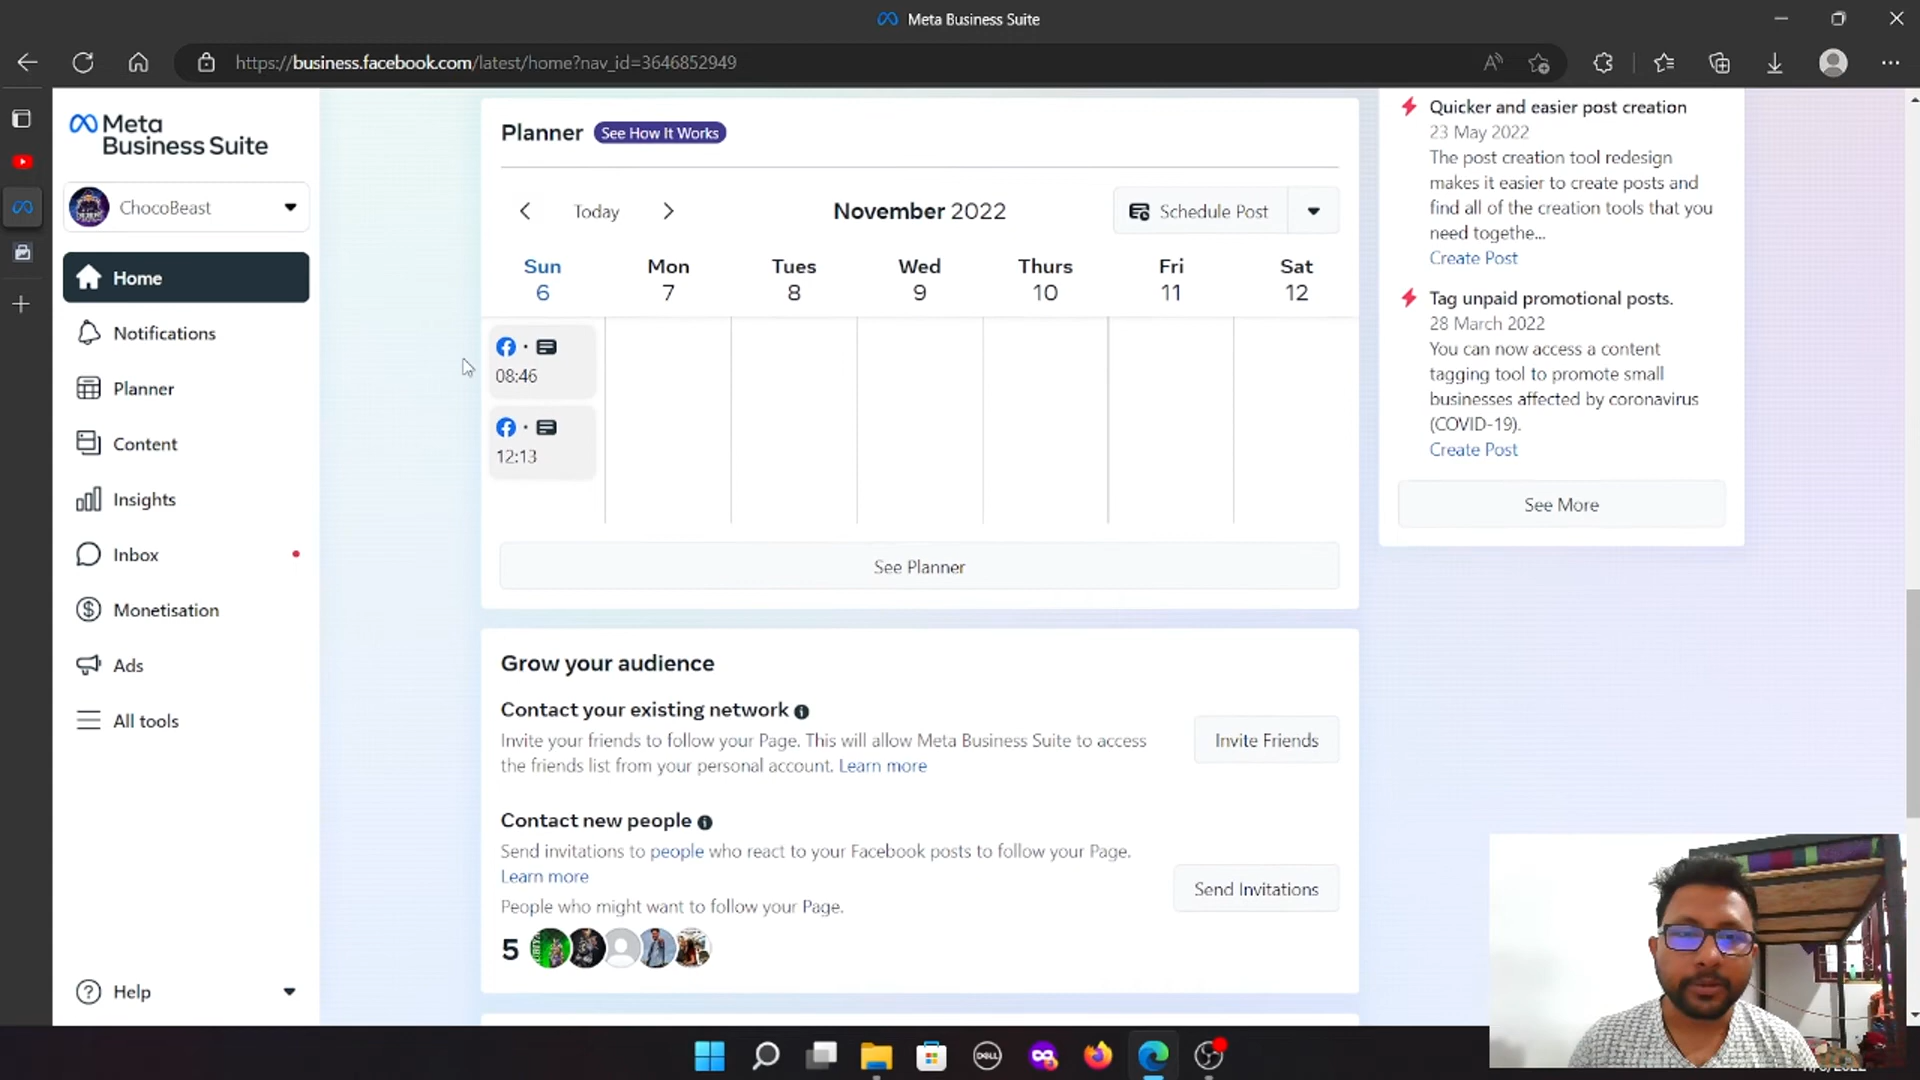 Meta Business Suite
https://business.facebook.com/latest/home?nav_id=3646852949
Meta
Business Suite
ChocoBeast
Home
Notifications
Planner
Content
Insights
Inbox
Monetisation
Ads
All tools
Help
Planner See How It Works
Today
November 2022
Schedule Post
Sun Mon Tues Wed Thurs Fri Sat
6 7 8 9 10 11 12
08:46
12:13
See Planner
Grow your audience
Contact your existing network
Invite your friends to follow your Page. This will allow Meta Business Suite to access
the friends list from your personal account. Learn more
Invite Friends
Contact new people
Send invitations to people who react to your Facebook posts to follow your Page.
Learn more
People who might want to follow your Page.
5
Send Invitations
Quicker and easier post creation
23 May 2022
The post creation tool redesign
makes it easier to create posts and
find all of the creation tools that you
need togethe...
Create Post
Tag unpaid promotional posts.
28 March 2022
You can now access a content
tagging tool to promote small
businesses affected by coronavirus
(COVID-19).
Create Post
See More
DELL